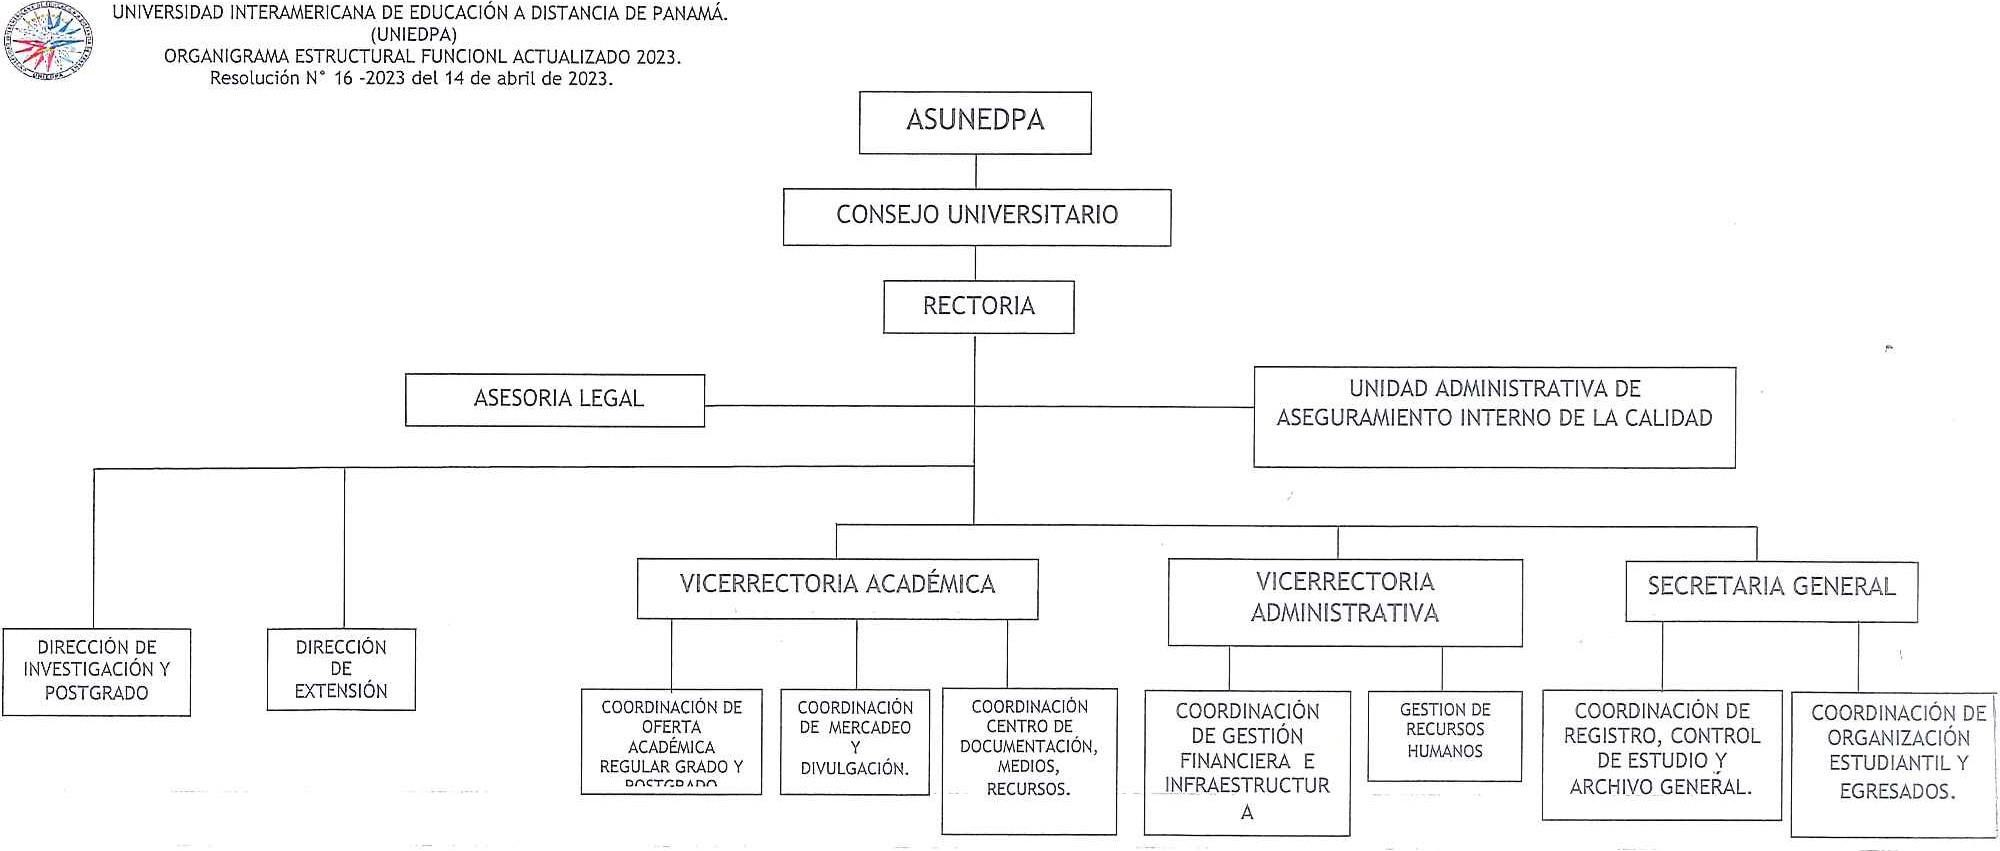 UNIVERSIDAD INTERAMERICANA DE EDUCACIÓN A DISTANCIA DE PANAMÁ.
(UNIEDPA)
ORGANIGRAMA ESTRUCTURAL FUNCIONL ACTUALIZADO 2023.
Resolución N° 16 -2023 del 14 de abril de 2023.
UNIEDPA
ASUNEDPA
CONSEJO UNIVERSITARIO
RECTORIA
ASESORIA LEGAL
UNIDAD ADMINISTRATIVA DE
ASEGURAMIENTO INTERNO DE LA CALIDAD
VICERRECTORIA ACADÉMICA
VICERRECTORIA
ADMINISTRATIVA
SECRETARIA GENERAL
DIRECCIÓN DE
INVESTIGACIÓN Y
POSTGRADO
DIRECCIÓN
DE
EXTENSIÓN
COORDINACIÓN DE
OFERTA
ACADÉMICA
REGULAR GRADO Y
POSTGRADO
COORDINACIÓN
DE MERCADEO
Y
DIVULGACIÓN.
COORDINACIÓN
CENTRO DE
DOCUMENTACIÓN,
MEDIOS,
RECURSOS.
COORDINACIÓN
DE GESTIÓN
FINANCIERA E
INFRAESTRUCTUR
A
GESTION DE
RECURSOS
HUMANOS
COORDINACIÓN DE
REGISTRO, CONTROL
DE ESTUDIO Y
ARCHIVO GENERAL.
COORDINACIÓN DE
ORGANIZACIÓN
ESTUDIANTIL Y
EGRESADOS.